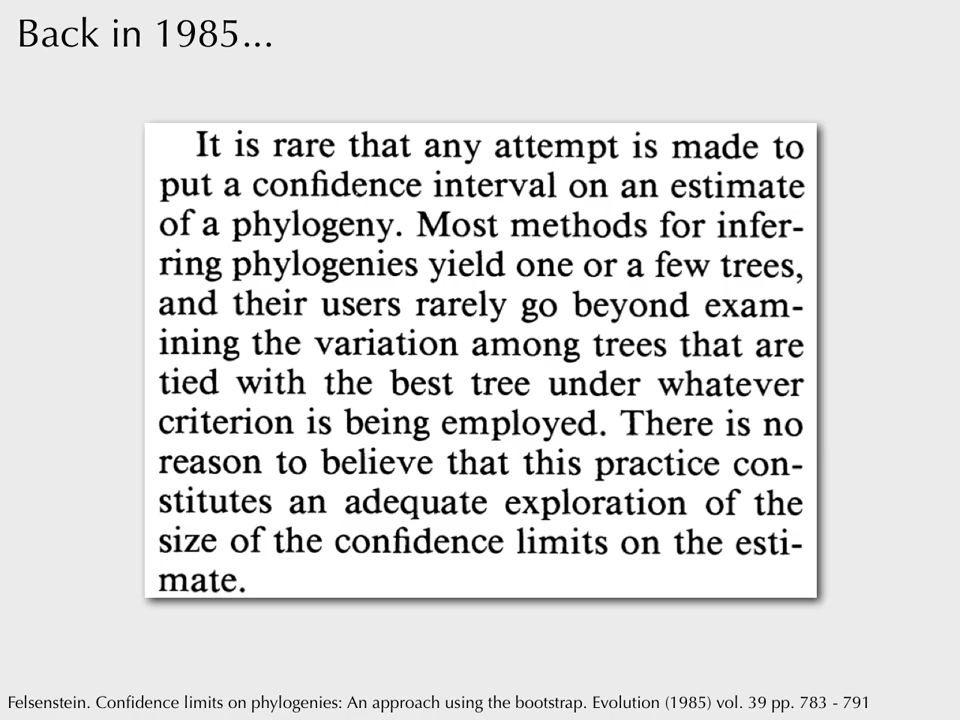 Back in 1985...
It is rare that any attempt is made to
put a confidence interval on an estimate
of a phylogeny. Most methods for infer-
ring phylogenies yield one or a few trees,
and their users rarely go beyond exam-
ining the variation among trees that are
tied with the best tree under whatever
criterion is being employed. There is no
reason to believe that this practice con-
stitutes an adequate exploration of the
size of the confidence limits on the esti-
mate.
Felsenstein. Confidence limits on phylogenies: An approach using the bootstrap. Evolution (1985) vol. 39 pp. 783 - 791